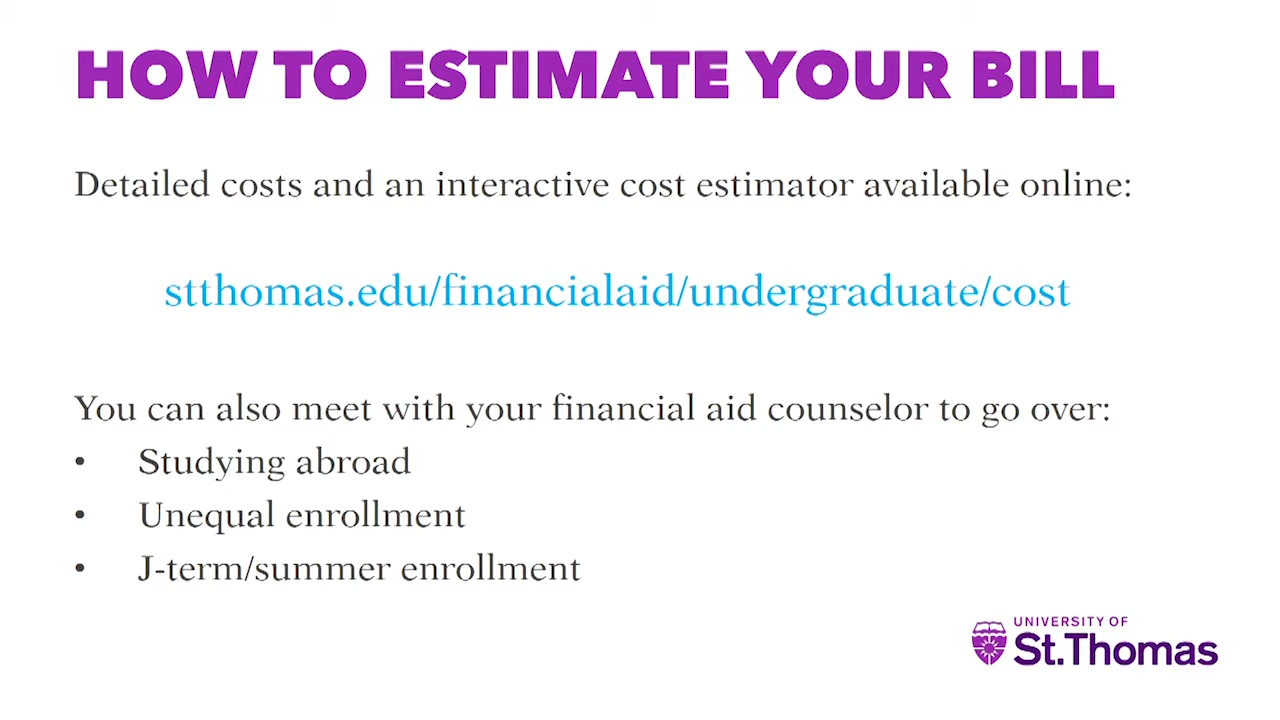 HOW TO ESTIMATE YOUR BILL
Detailed costs and an interactive cost estimator available online:
stthomas.edu/financialaid/undergraduate/cost
You can also meet with your financial aid counselor to go over:
• Studying abroad
• Unequal enrollment
• J-term/summer enrollment
UNIVERSITY OF
St.Thomas